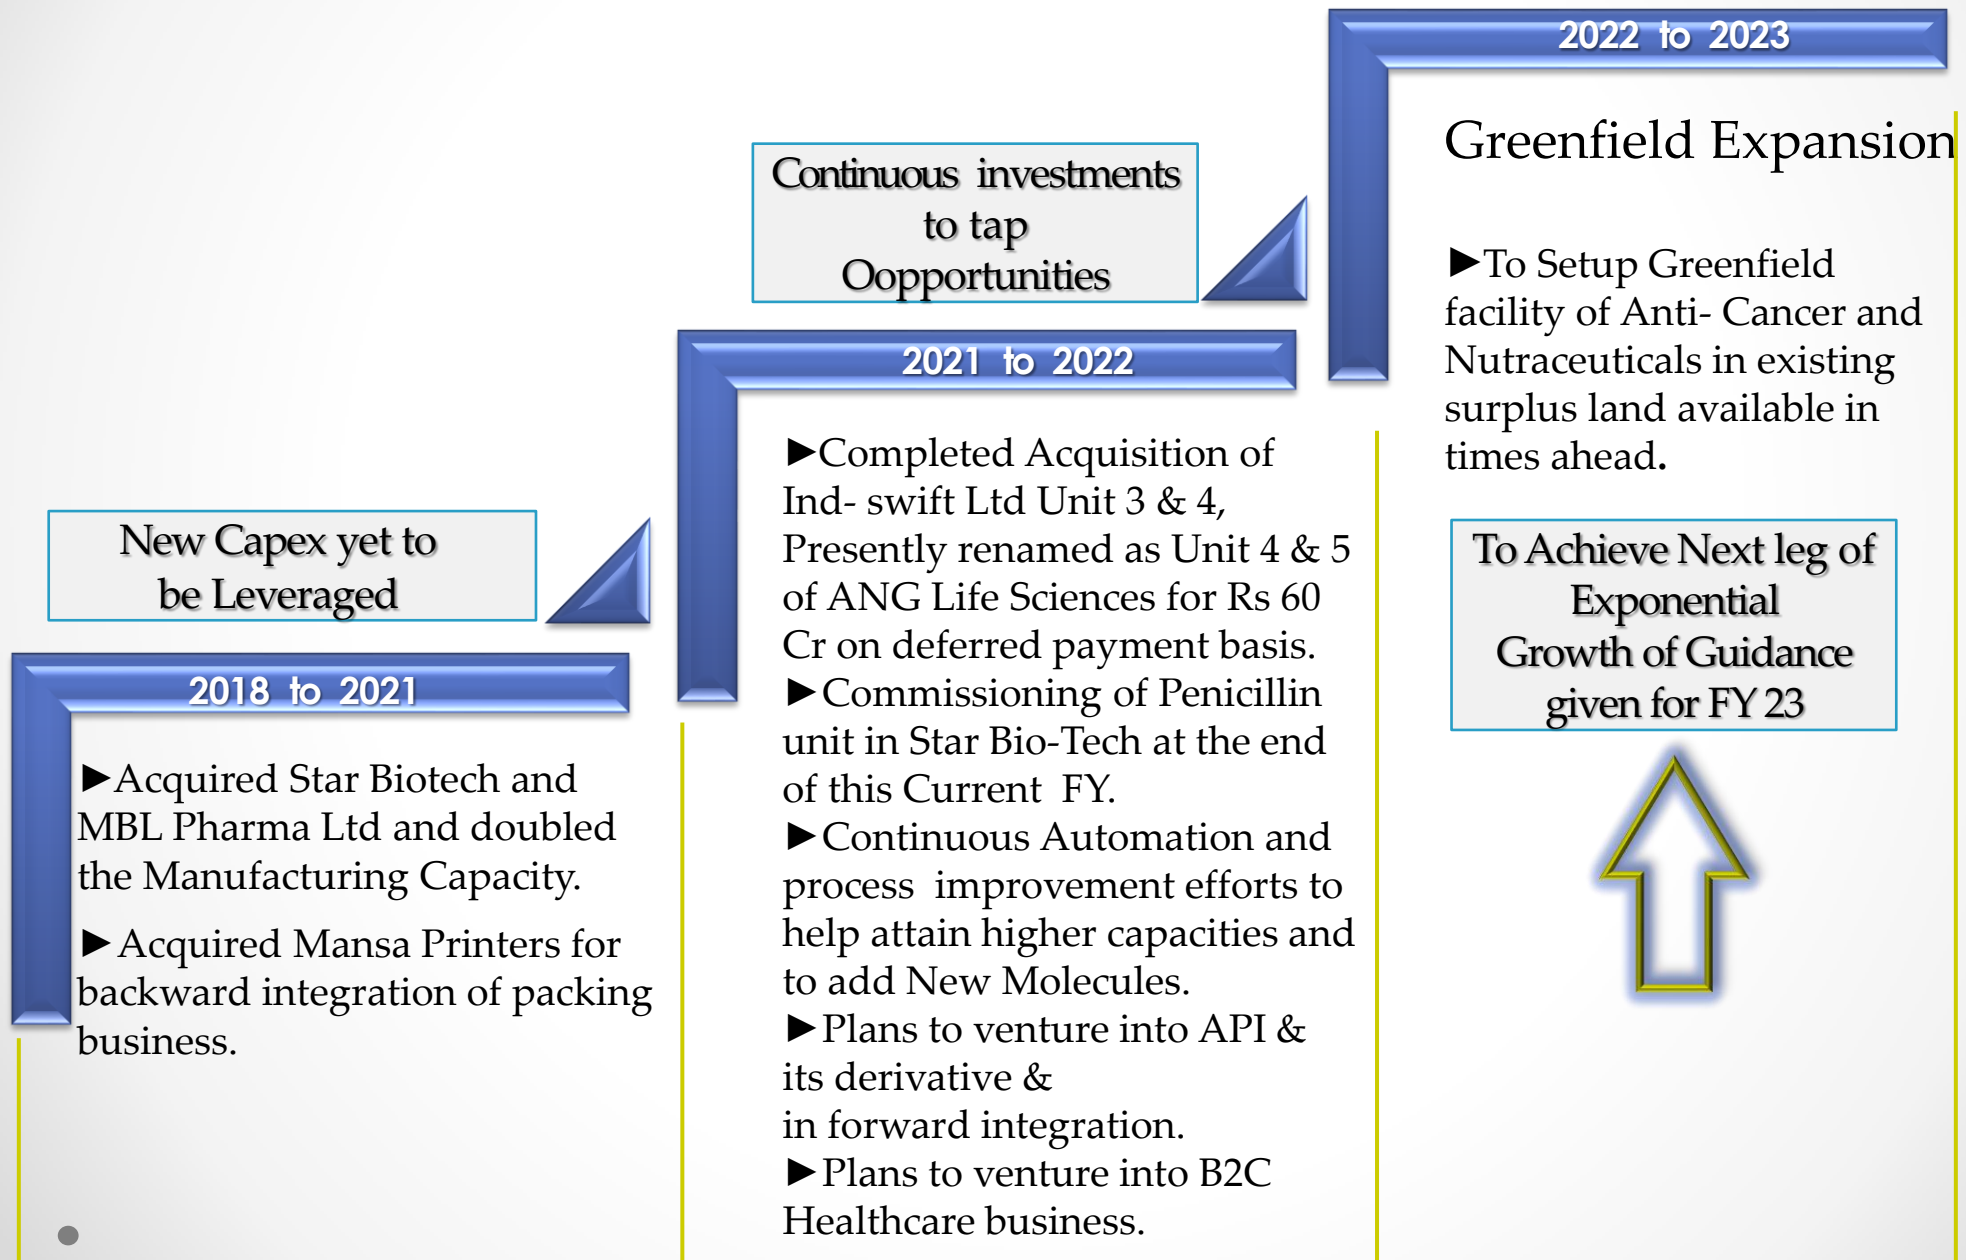 New Capex yet to
be Leveraged
2018 to 2021
►Acquired Star Biotech and
MBL Pharma Ltd and doubled
the Manufacturing Capacity.
►Acquired Mansa Printers for
backward integration of packing
business.
Continuous investments
to tap
Oopportunities
2021 to 2022
►Completed Acquisition of
Ind- swift Ltd Unit 3 & 4,
Presently renamed as Unit 4 & 5
of ANG Life Sciences for Rs 60
Cr on deferred payment basis.
►Commissioning of Penicillin
unit in Star Bio-Tech at the end
of this Current FY.
►Continuous Automation and
process improvement efforts to
help attain higher capacities and
to add New Molecules.
►Plans to venture into API &
its derivative &
in forward integration.
►Plans to venture into B2C
Healthcare business.
2022 to 2023
Greenfield Expansion
►To Setup Greenfield
facility of Anti- Cancer and
Nutraceuticals in existing
surplus land available in
times ahead.
To Achieve Next leg of
Exponential
Growth of Guidance
given for FY 23